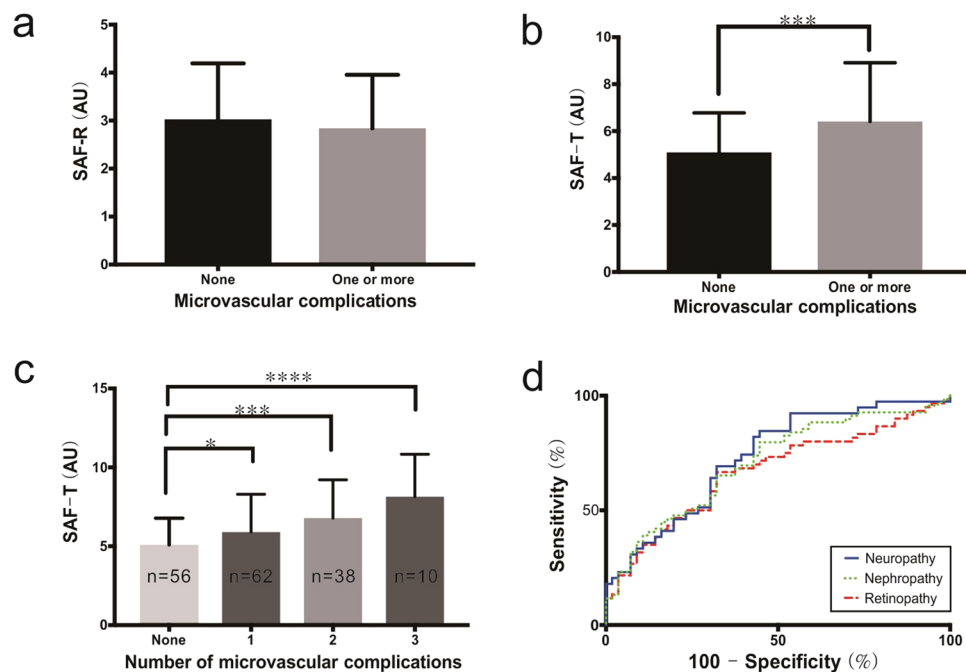 a
5
4
3
2
1
0
SAF-R (AU)
None
One or more
Microvascular complications
b
***
10
8
6
4
2
0
SAF-T (AU)
None
One or more
Microvascular complications
c
****
***
*
15
10
5
0
SAF-T (AU)
n=56
n=62
n=38
n=10
None
1
2
3
Number of microvascular complications
d
100
50
0
Sensitivity (%)
Neuropathy
Nephropathy
Retinopathy
0
50
100
100 - Specificity (%)